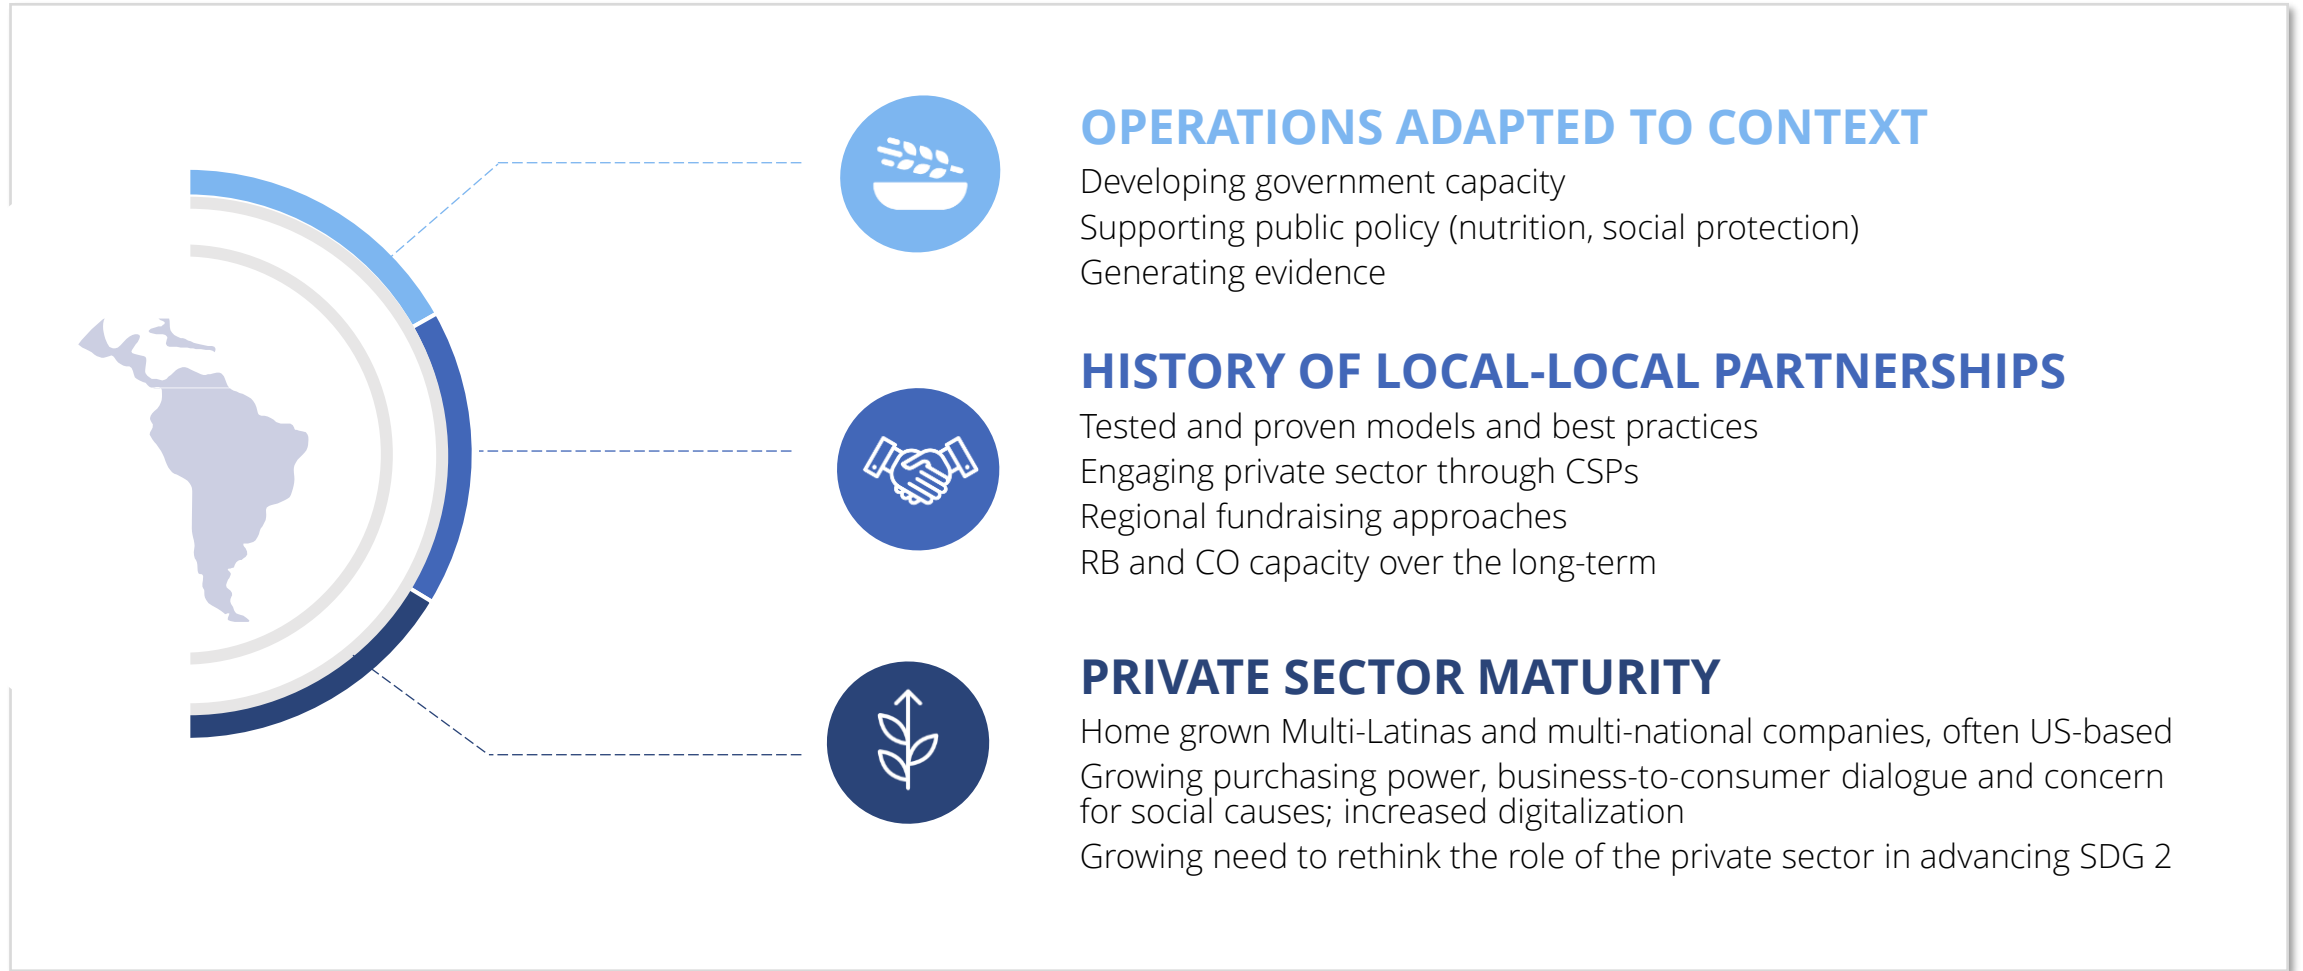 OPERATIONS ADAPTED TO CONTEXT
Developing government capacity
Supporting public policy (nutrition, social protection)
Generating evidence
HISTORY OF LOCAL-LOCAL PARTNERSHIPS
Tested and proven models and best practices
Engaging private sector through CSPs
Regional fundraising approaches
RB and CO capacity over the long-term
PRIVATE SECTOR MATURITY
Home grown Multi-Latinas and multi-national companies, often US-based
Growing purchasing power, business-to-consumer dialogue and concern
for social causes; increased digitalization
Growing need to rethink the role of the private sector in advancing SDG 2